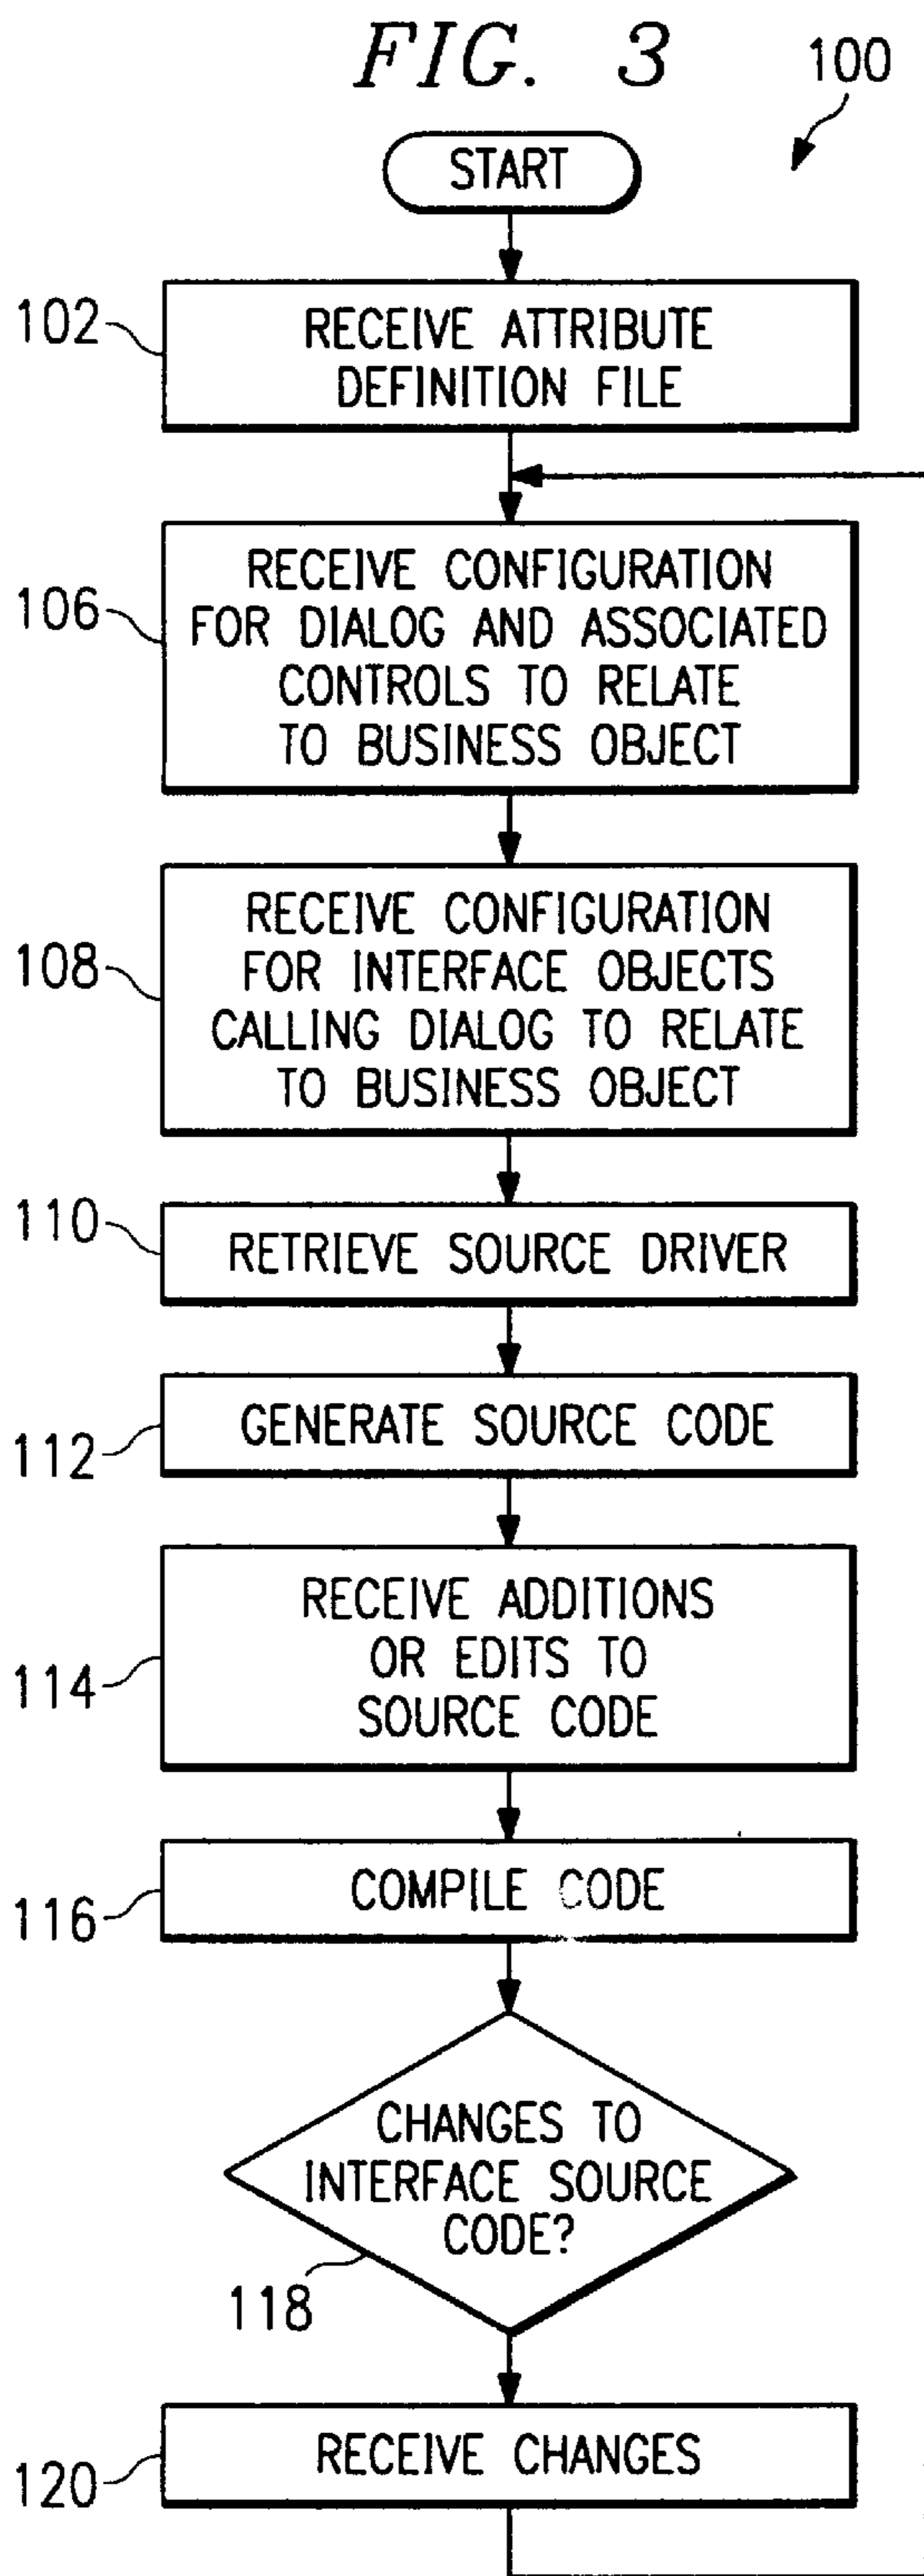 FIG. 3
100
START
102
RECEIVE ATTRIBUTE
DEFINITION FILE
106
RECEIVE CONFIGURATION
FOR DIALOG AND ASSOCIATED
CONTROLS TO RELATE
TO BUSINESS OBJECT
108
RECEIVE CONFIGURATION
FOR INTERFACE OBJECTS
CALLING DIALOG TO RELATE
TO BUSINESS OBJECT
110
RETRIEVE SOURCE DRIVER
112
GENERATE SOURCE CODE
114
RECEIVE ADDITIONS
OR EDITS TO
SOURCE CODE
116
COMPILE CODE
CHANGES TO
INTERFACE SOURCE
CODE?
118
120
RECEIVE CHANGES